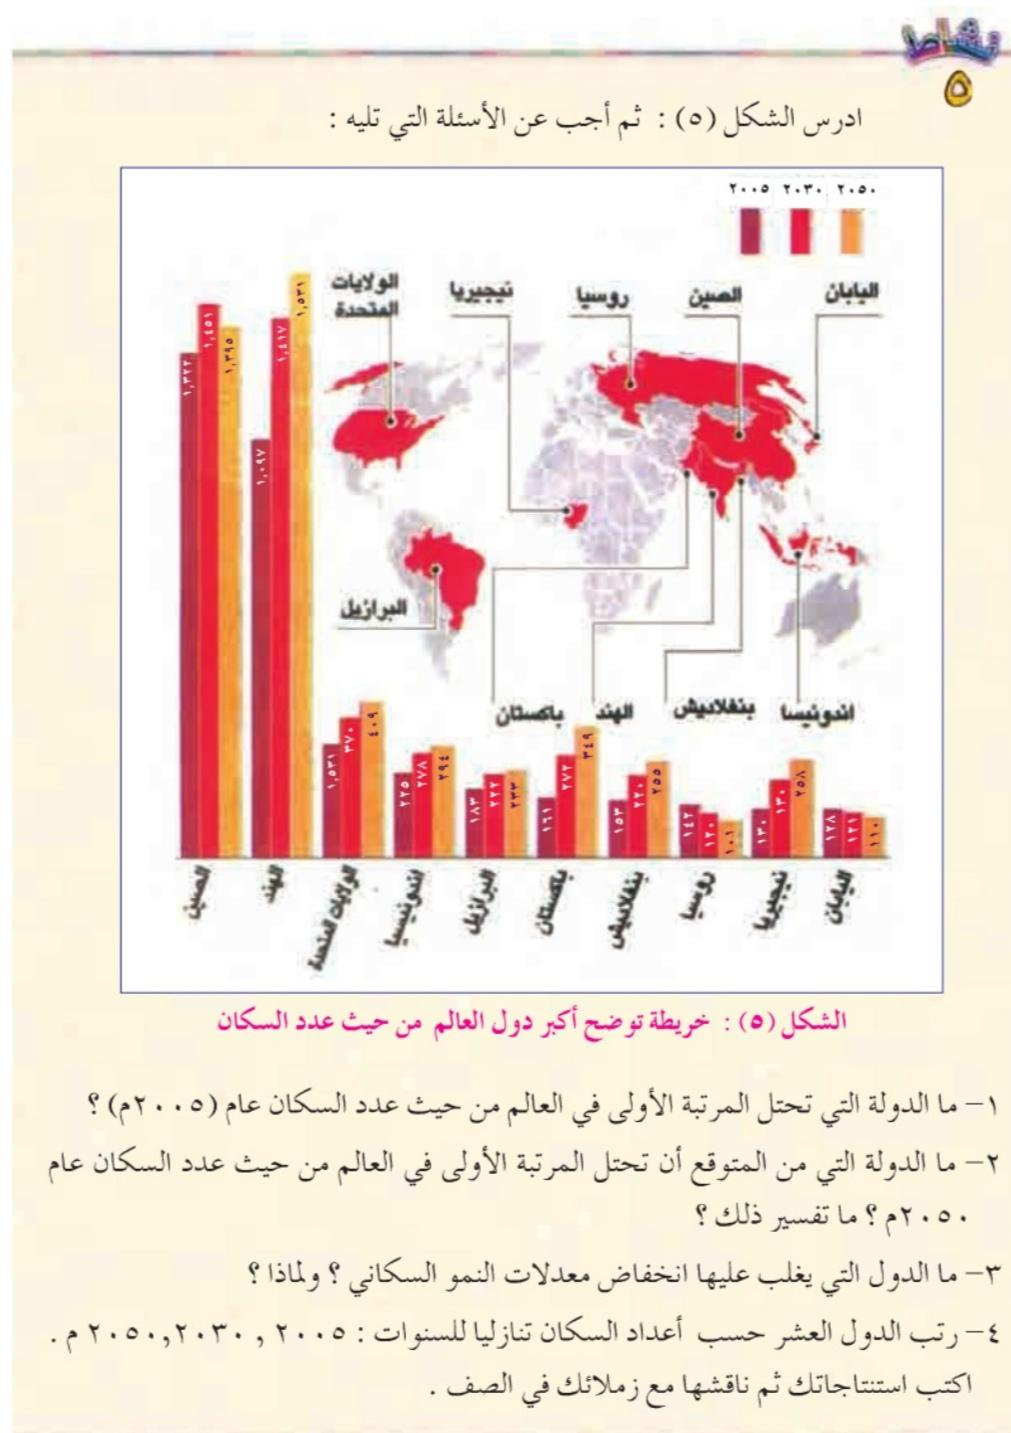 نشاط
٥
ادرس الشكل (٥) : ثم أجب عن الأسئلة التي تليه :
٢٠٠٥ ٢٠٣٠ ٢٠٥٠
الولايات المتحدة
نيجيريا
روسيا
الصين
اليابان
البرازيل
باكستان
الهند
بنغلاديش
اندونيسا
١,٣٢٢ ١,٤٥١ ١,٣٩٥
١,٠٩٧ ١,٤١٧ ١,٥٣١
١,٥٣١ ٣٧٠ ٤٠٩
٢٢٥ ٢٧٨ ٢٩٤
١٨٣ ٢٢٢ ٢٣٣
١٦١ ٢٧٢ ٣٤٩
١٥٣ ٢٢٠ ٢٥٥
١٤٢ ١٢٠ ١٠١
١٣٠ ١٣٠ ٢٥٨
١٢٨ ١٢١ ١١٠
الصين
الهند
الولايات المتحدة
اندونيسيا
البرازيل
باكستان
بنغلاديش
روسيا
نيجيريا
اليابان
الشكل (٥) : خريطة توضح أكبر دول العالم من حيث عدد السكان
١– ما الدولة التي تحتل المرتبة الأولى في العالم من حيث عدد السكان عام (٢٠٠٥م) ؟
٢– ما الدولة التي من المتوقع أن تحتل المرتبة الأولى في العالم من حيث عدد السكان عام
٢٠٥٠م ؟ ما تفسير ذلك ؟
٣– ما الدول التي يغلب عليها انخفاض معدلات النمو السكاني ؟ ولماذا ؟
٤– رتب الدول العشر حسب أعداد السكان تنازليا للسنوات : ٢٠٠٥ , ٢٠٣٠,٢٠٥٠ م .
اكتب استنتاجاتك ثم ناقشها مع زملائك في الصف .